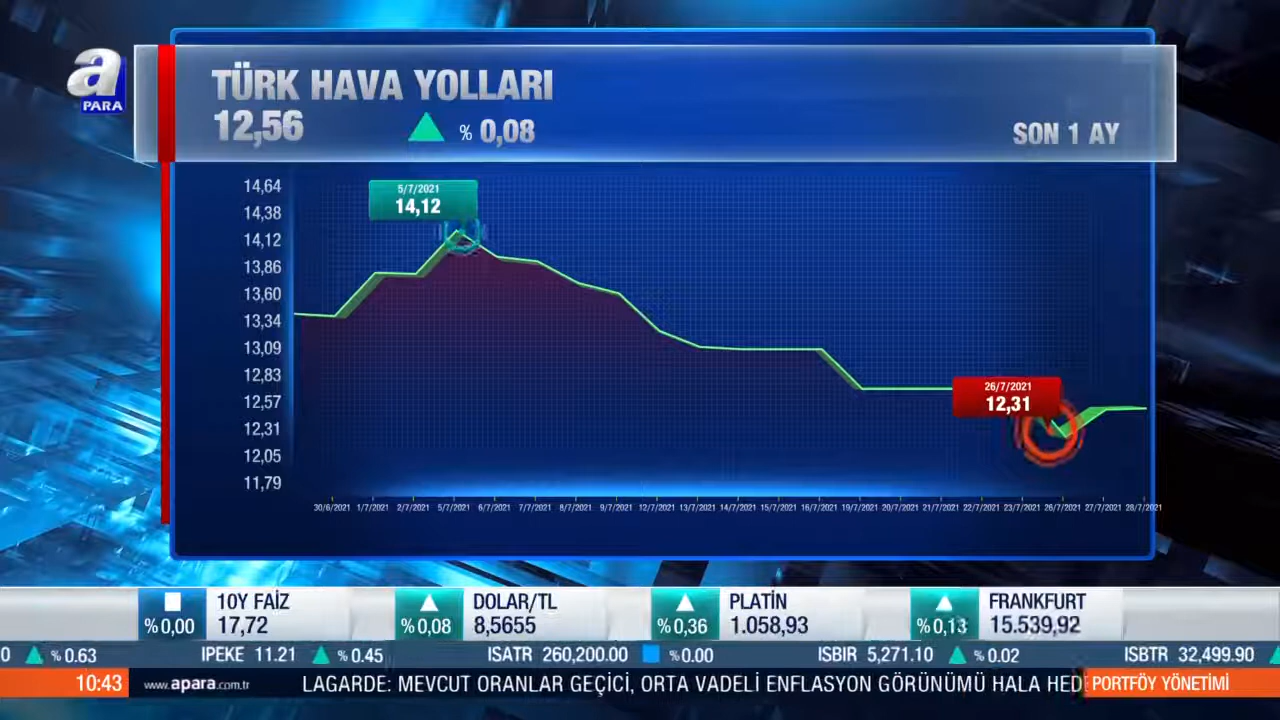 a
PARA
TÜRK HAVA YOLLARI
12,56 % 0,08
SON 1 AY
14,64
14,38
14,12
13,86
13,60
13,34
13,09
12,83
12,57
12,31
12,05
11,79
5/7/2021
14,12
26/7/2021
12,31
30/6/2021 1/7/2021 2/7/2021 5/7/2021 6/7/2021 7/7/2021 8/7/2021 9/7/2021 12/7/2021 13/7/2021 14/7/2021 15/7/2021 16/7/2021 19/7/2021 20/7/2021 21/7/2021 22/7/2021 23/7/2021 26/7/2021 27/7/2021 28/7/2021
%0,00 10Y FAİZ 17,72
%0,08 DOLAR/TL 8,5655
%0,36 PLATİN 1.058,93
%0,13 FRANKFURT 15.539,92
0 %0.63 IPEKE 11.21 %0.45 ISATR 260,200.00 %0.00 ISBIR 5,271.10 %0.02 ISBTR 32,499.90
10:43 www.apara.com.tr LAGARDE: MEVCUT ORANLAR GEÇİCİ, ORTA VADELİ ENFLASYON GÖRÜNÜMÜ HALA HED PORTFÖY YÖNETİMİ